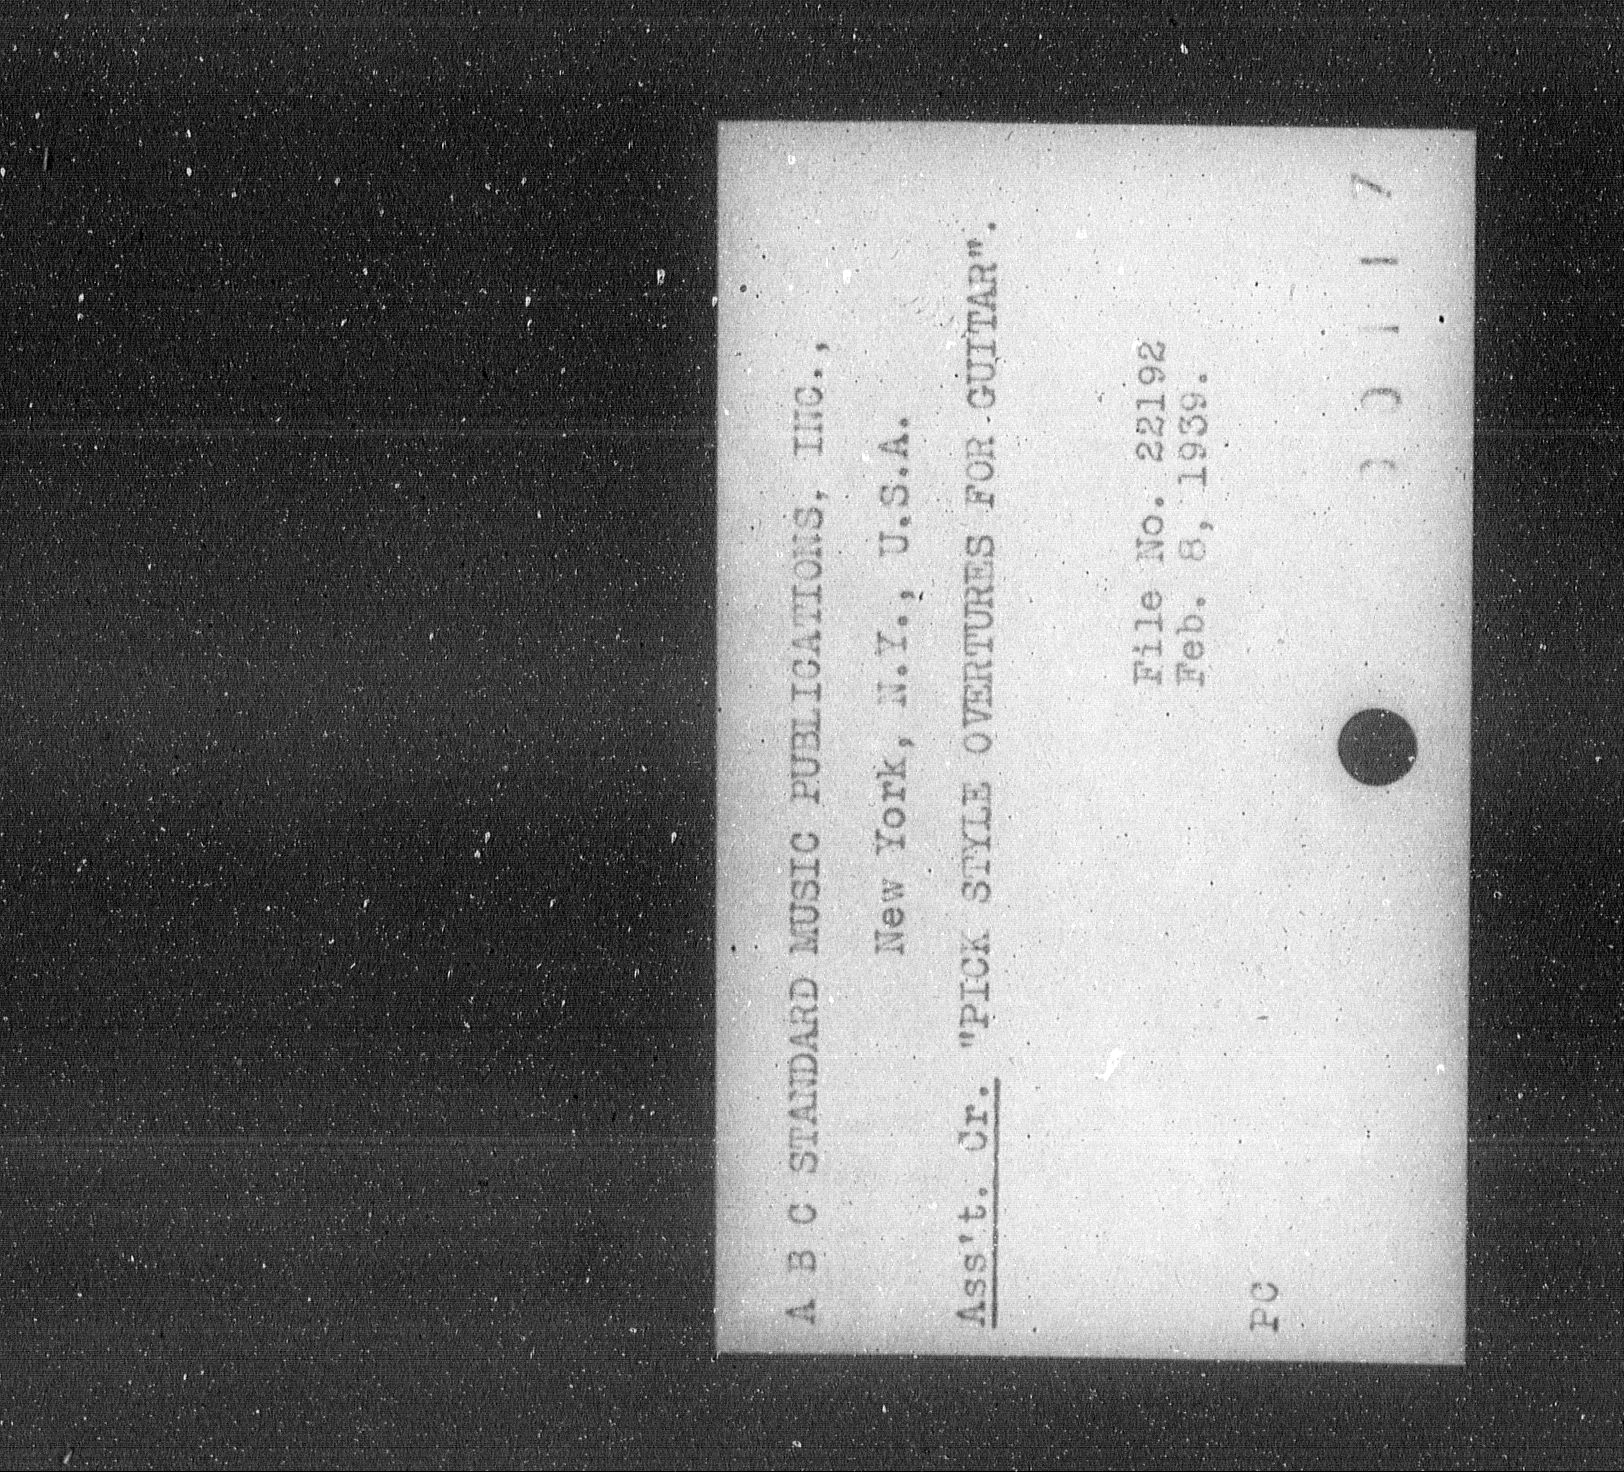 A B C STANDARD MUSIC PUBLICATIONS, INC.,
New York, N.Y., U.S.A.
Ass't. Cr. "PICK STYLE OVERTURES FOR GUITAR".
File No. 22192
Feb. 8, 1939.
PC